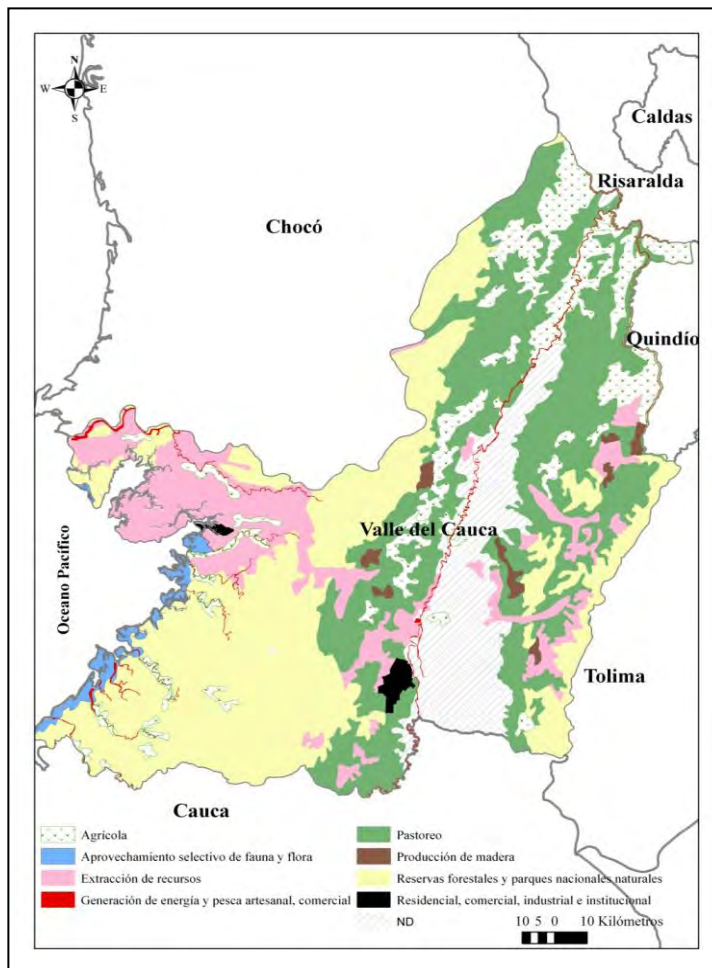 N
W E
S
Caldas
Risaralda
Chocó
Quindío
Valle del Cauca
Oceano Pacífico
Tolima
Cauca
Agrícola
Aprovechamiento selectivo de fauna y flora
Extracción de recursos
Generación de energía y pesca artesanal, comercial
Pastoreo
Producción de madera
Reservas forestales y parques nacionales naturales
Residencial, comercial, industrial e institucional
ND
10 5 0 10 Kilómetros